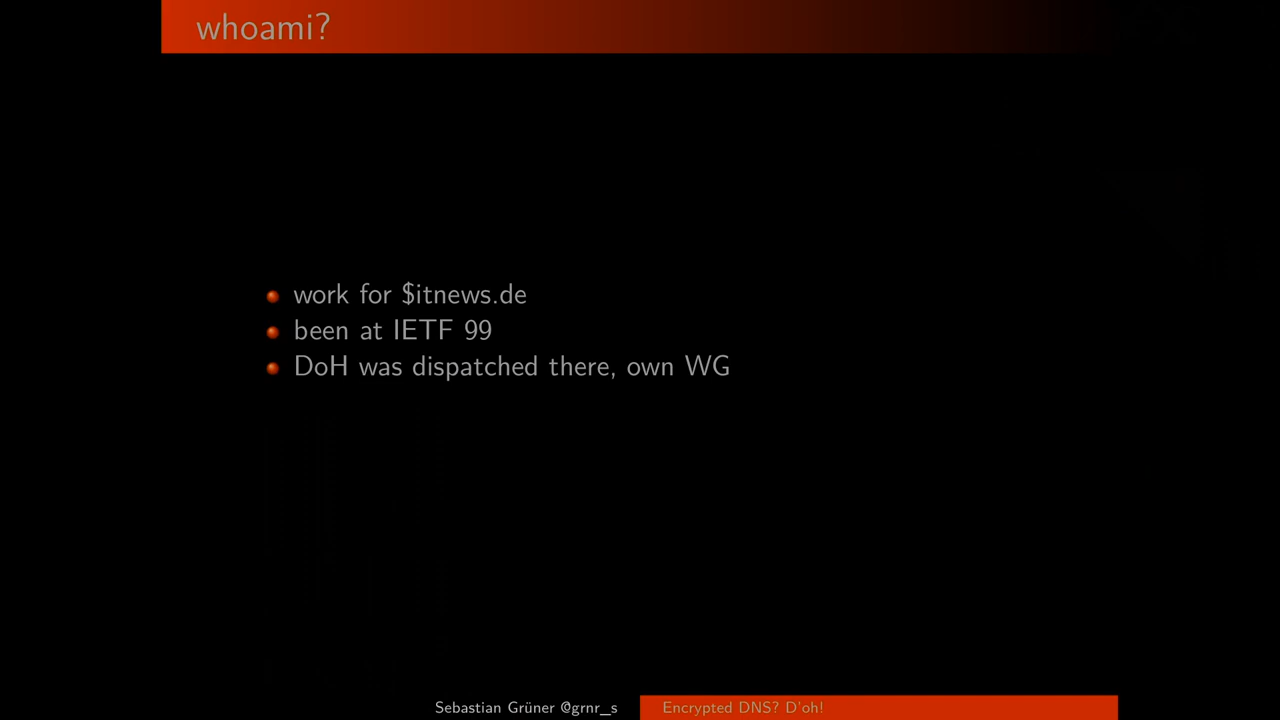 whoami?
work for $itnews.de
been at IETF 99
DoH was dispatched there, own WG
Sebastian Grüner @grnr_s
Encrypted DNS? D'oh!